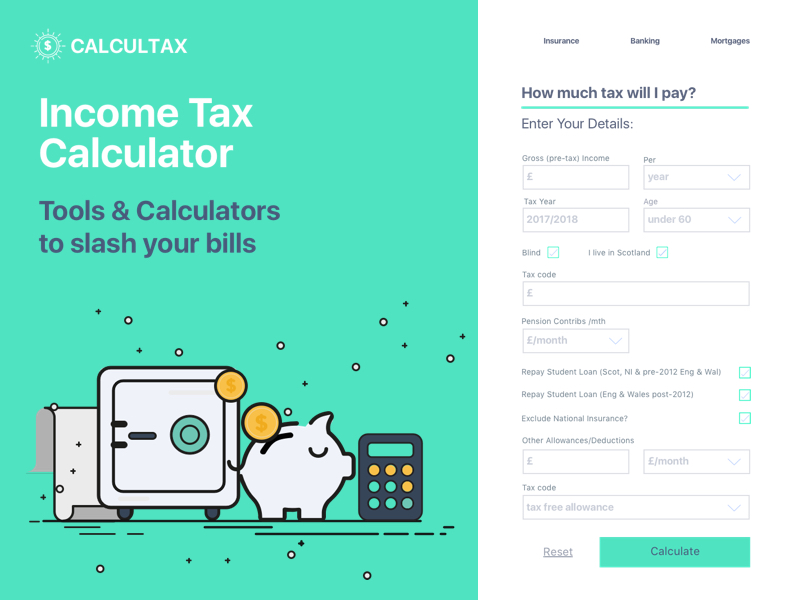 $ CALCULTAX
Income Tax
Calculator
Tools & Calculators
to slash your bills
$
$
Insurance Banking Mortgages
How much tax will I pay?
Enter Your Details:
Gross (pre-tax) Income Per
£ year
Tax Year Age
2017/2018 under 60
Blind I live in Scotland
Tax code
£
Pension Contribs /mth
£/month
Repay Student Loan (Scot, NI & pre-2012 Eng & Wal)
Repay Student Loan (Eng & Wales post-2012)
Exclude National Insurance?
Other Allowances/Deductions
£ £/month
Tax code
tax free allowance
Reset Calculate